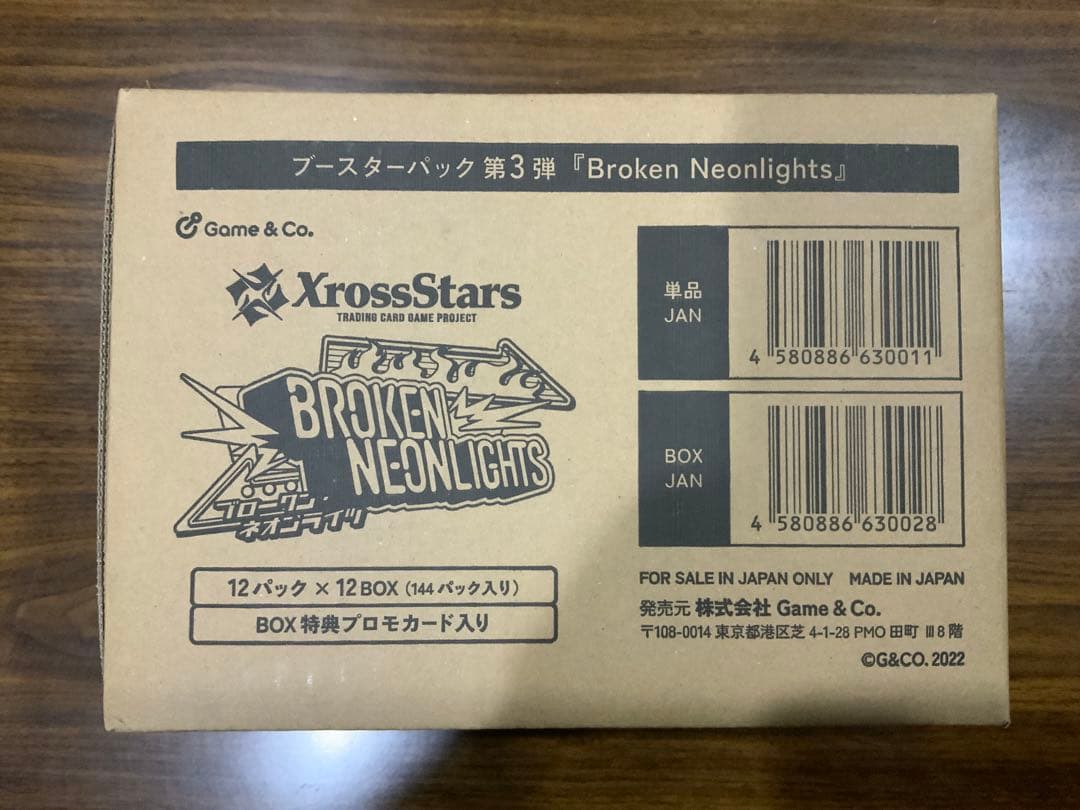 ブースターパック 第3弾『Broken Neonlights』
Game & Co.
XrossStars
TRADING CARD GAME PROJECT
BROKEN
NEONLIGHTS
ブロークン
ネオンライツ
12パック × 12BOX（144パック入り）
BOX特典プロモカード入り
単品
JAN
4 580886 630011
BOX
JAN
4 580886 630028
FOR SALE IN JAPAN ONLY MADE IN JAPAN
発売元 株式会社 Game & Co.
〒108-0014 東京都港区芝 4-1-28 PMO 田町 Ⅲ 8階
©G&CO. 2022